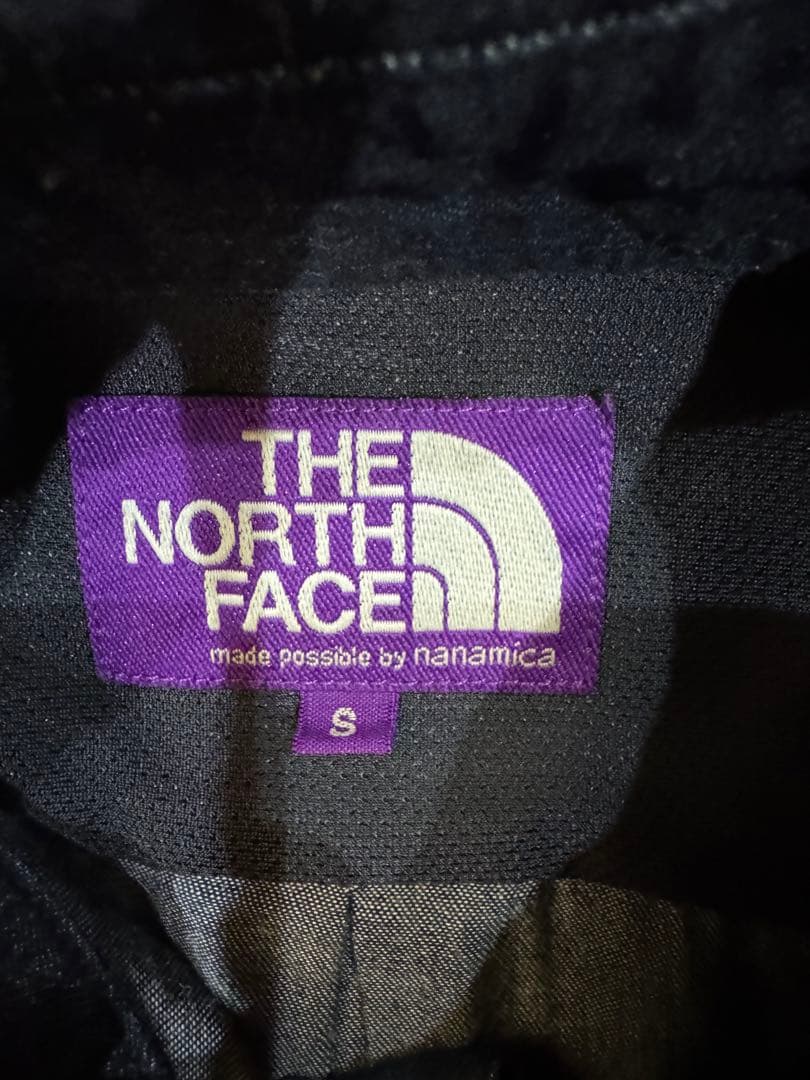 THE
NORTH
FACE
made possible by nanamica
S